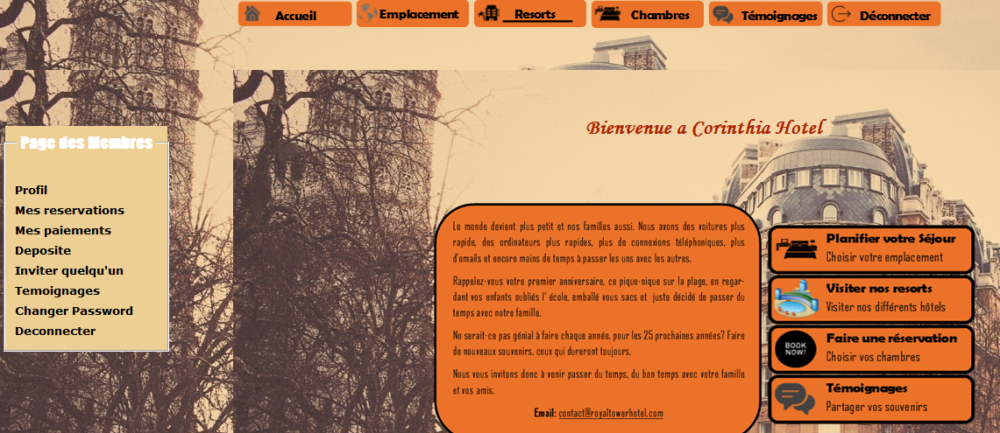 Accueil
Emplacement
Resorts
Chambres
Témoignages
Déconnecter
Bienvenue a Corinthia Hotel
Page des Membres
Profil
Mes reservations
Mes paiements
Deposite
Inviter quelqu'un
Temoignages
Changer Password
Deconnecter
Le monde devient plus petit et nos familles aussi. Nous avons des voitures plus
rapide, des ordinateurs plus rapides, plus de connexions téléphoniques, plus
d'emails et encore moins de temps à passer les uns avec les autres.
Rappelez-vous votre premier anniversaire, ce pique-nique sur la plage, en regar-
dant vos enfants oubliés l' école, emballé vous sacs et juste décidé de passer du
temps avec notre famille.
Ne serait-ce pas génial à faire chaque année, pour les 25 prochaines années? Faire
de nouveaux souvenirs, ceux qui dureront toujours.
Nous vous invitons donc à venir passer du temps, du bon temps avec votre famille
et vos amis.
Email: contact@royaltowerhotel.com
Planifier votre Séjour
Choisir votre emplacement
Visiter nos resorts
Visiter nos différents hôtels
BOOK
NOW!
Faire une réservation
Choisir vos chambres
Témoignages
Partager vos souvenirs